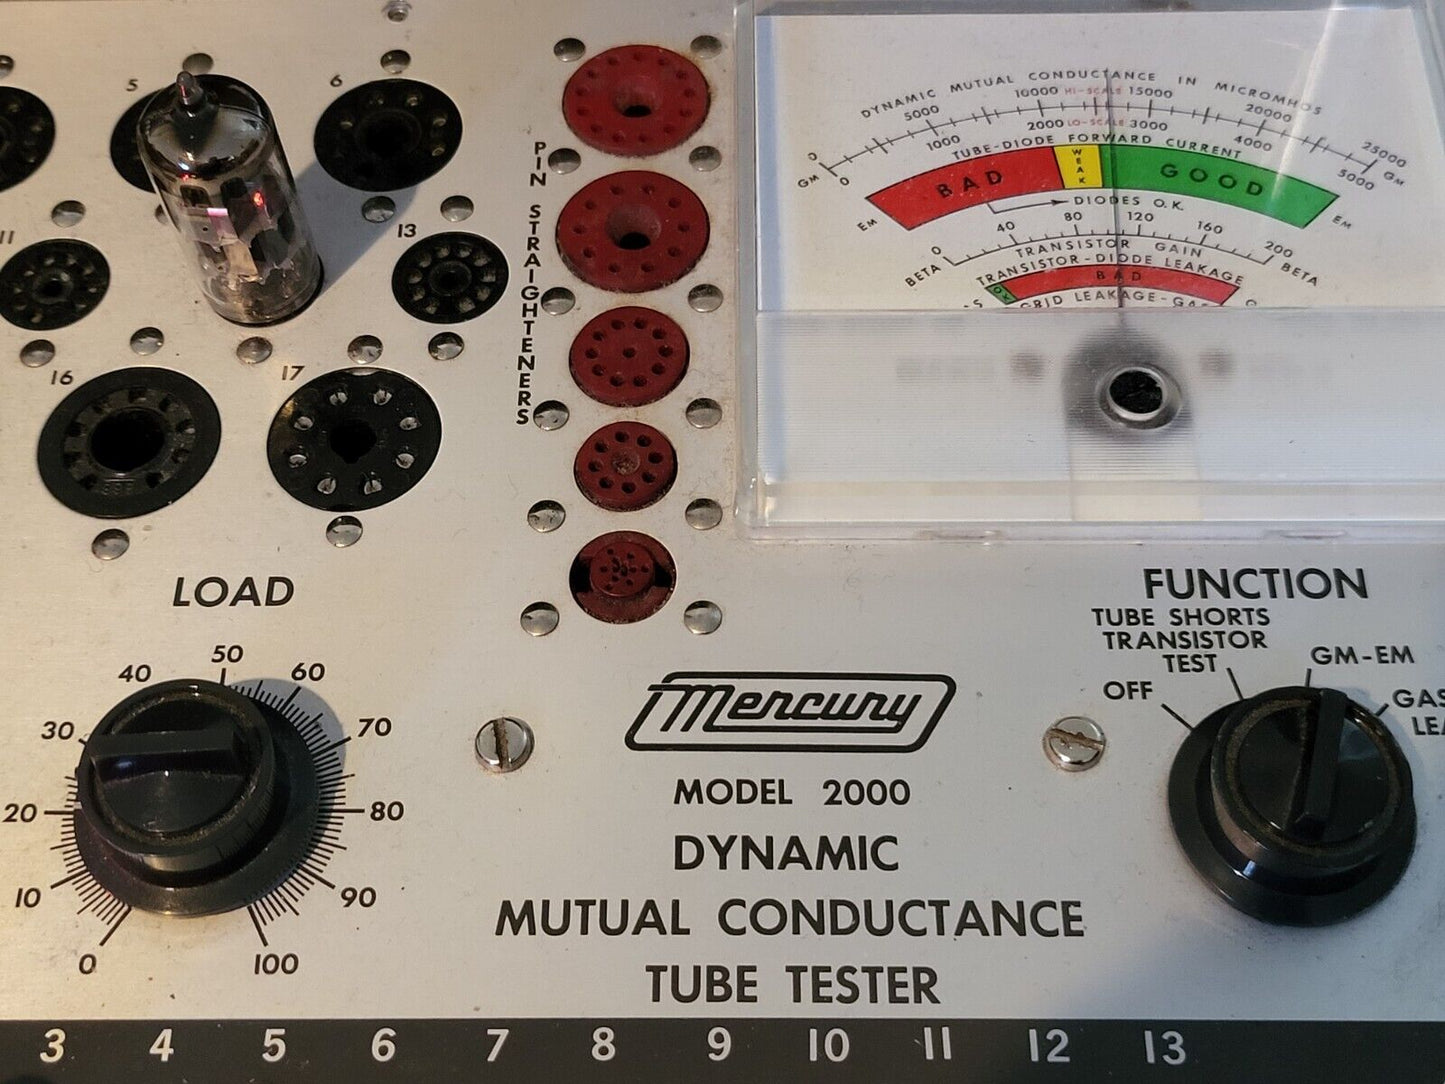 5
6
11
13
16
17
PIN STRAIGHTENERS
DYNAMIC MUTUAL CONDUCTANCE IN MICROMHOS
0 5000 10000 HI-SCALE 15000 20000 25000
GM GM
0 1000 2000 LO-SCALE 3000 4000 5000
TUBE-DIODE FORWARD CURRENT
BAD WEAK GOOD
EM EM
DIODES O.K.
0 40 80 120 160 200
BETA TRANSISTOR GAIN BETA
TRANSISTOR-DIODE LEAKAGE
OK BAD
GRID LEAKAGE-GAS
LOAD
0 10 20 30 40 50 60 70 80 90 100
Mercury
MODEL 2000
DYNAMIC
MUTUAL CONDUCTANCE
TUBE TESTER
FUNCTION
OFF
TUBE SHORTS
TRANSISTOR
TEST
GM-EM
GAS
LEA
3 4 5 6 7 8 9 10 11 12 13